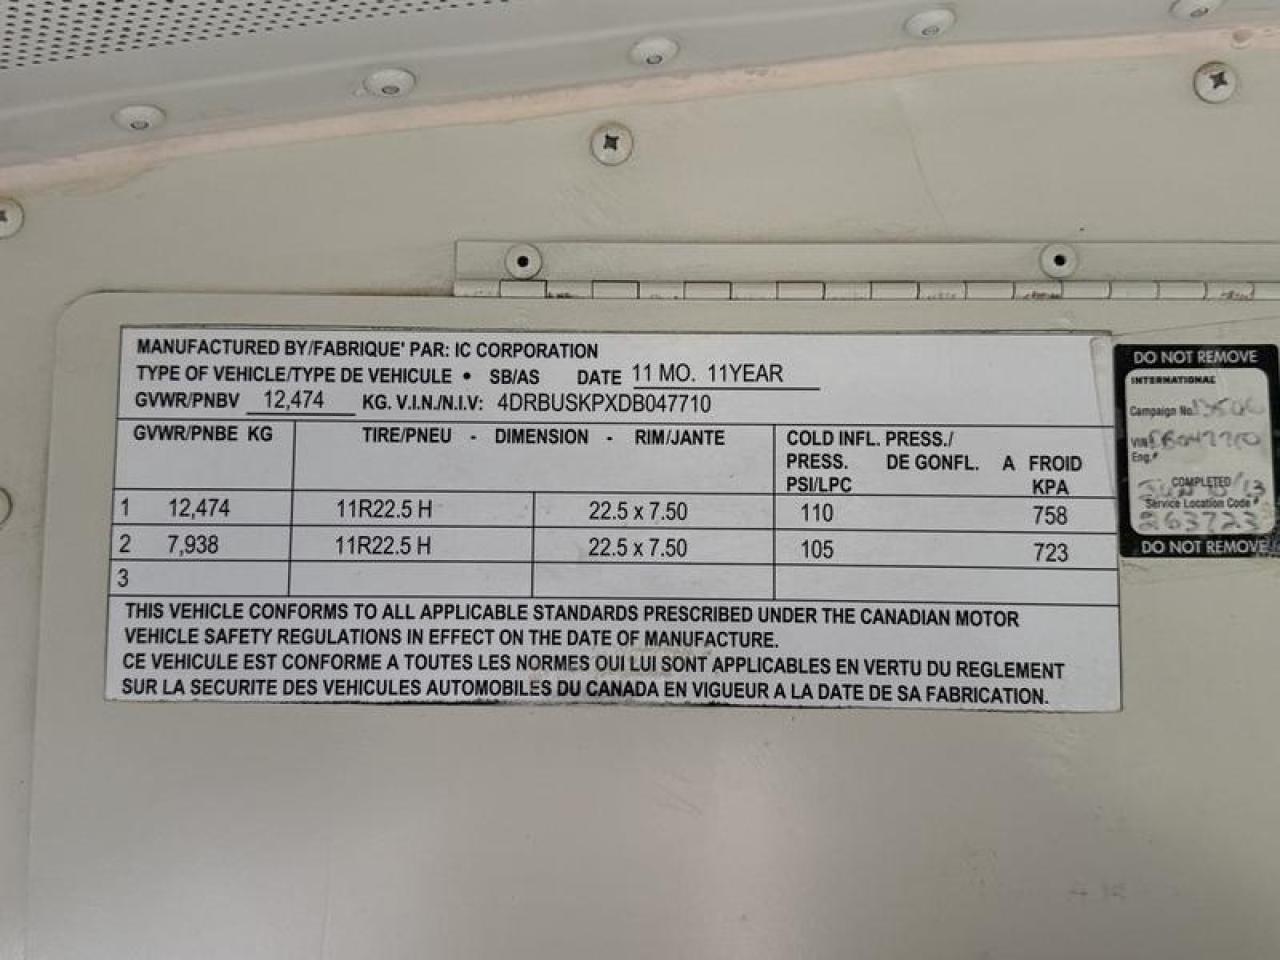 MANUFACTURED BY/FABRIQUE' PAR: IC CORPORATION
TYPE OF VEHICLE/TYPE DE VEHICULE • SB/AS DATE 11 MO. 11YEAR
GVWR/PNBV 12,474 KG. V.I.N./N.I.V: 4DRBUSKPXDB047710
GVWR/PNBE KG TIRE/PNEU - DIMENSION - RIM/JANTE COLD INFL. PRESS./
PRESS. DE GONFL. A FROID
PSI/LPC KPA
1 12,474 11R22.5 H 22.5 x 7.50 110 758
2 7,938 11R22.5 H 22.5 x 7.50 105 723
3
THIS VEHICLE CONFORMS TO ALL APPLICABLE STANDARDS PRESCRIBED UNDER THE CANADIAN MOTOR
VEHICLE SAFETY REGULATIONS IN EFFECT ON THE DATE OF MANUFACTURE.
CE VEHICULE EST CONFORME A TOUTES LES NORMES QUI LUI SONT APPLICABLES EN VERTU DU REGLEMENT
SUR LA SECURITE DES VEHICULES AUTOMOBILES DU CANADA EN VIGUEUR A LA DATE DE SA FABRICATION.
DO NOT REMOVE
INTERNATIONAL
Campaign No.
VIN
Eng.#
COMPLETED
Service Location Code #
263723
DO NOT REMOVE